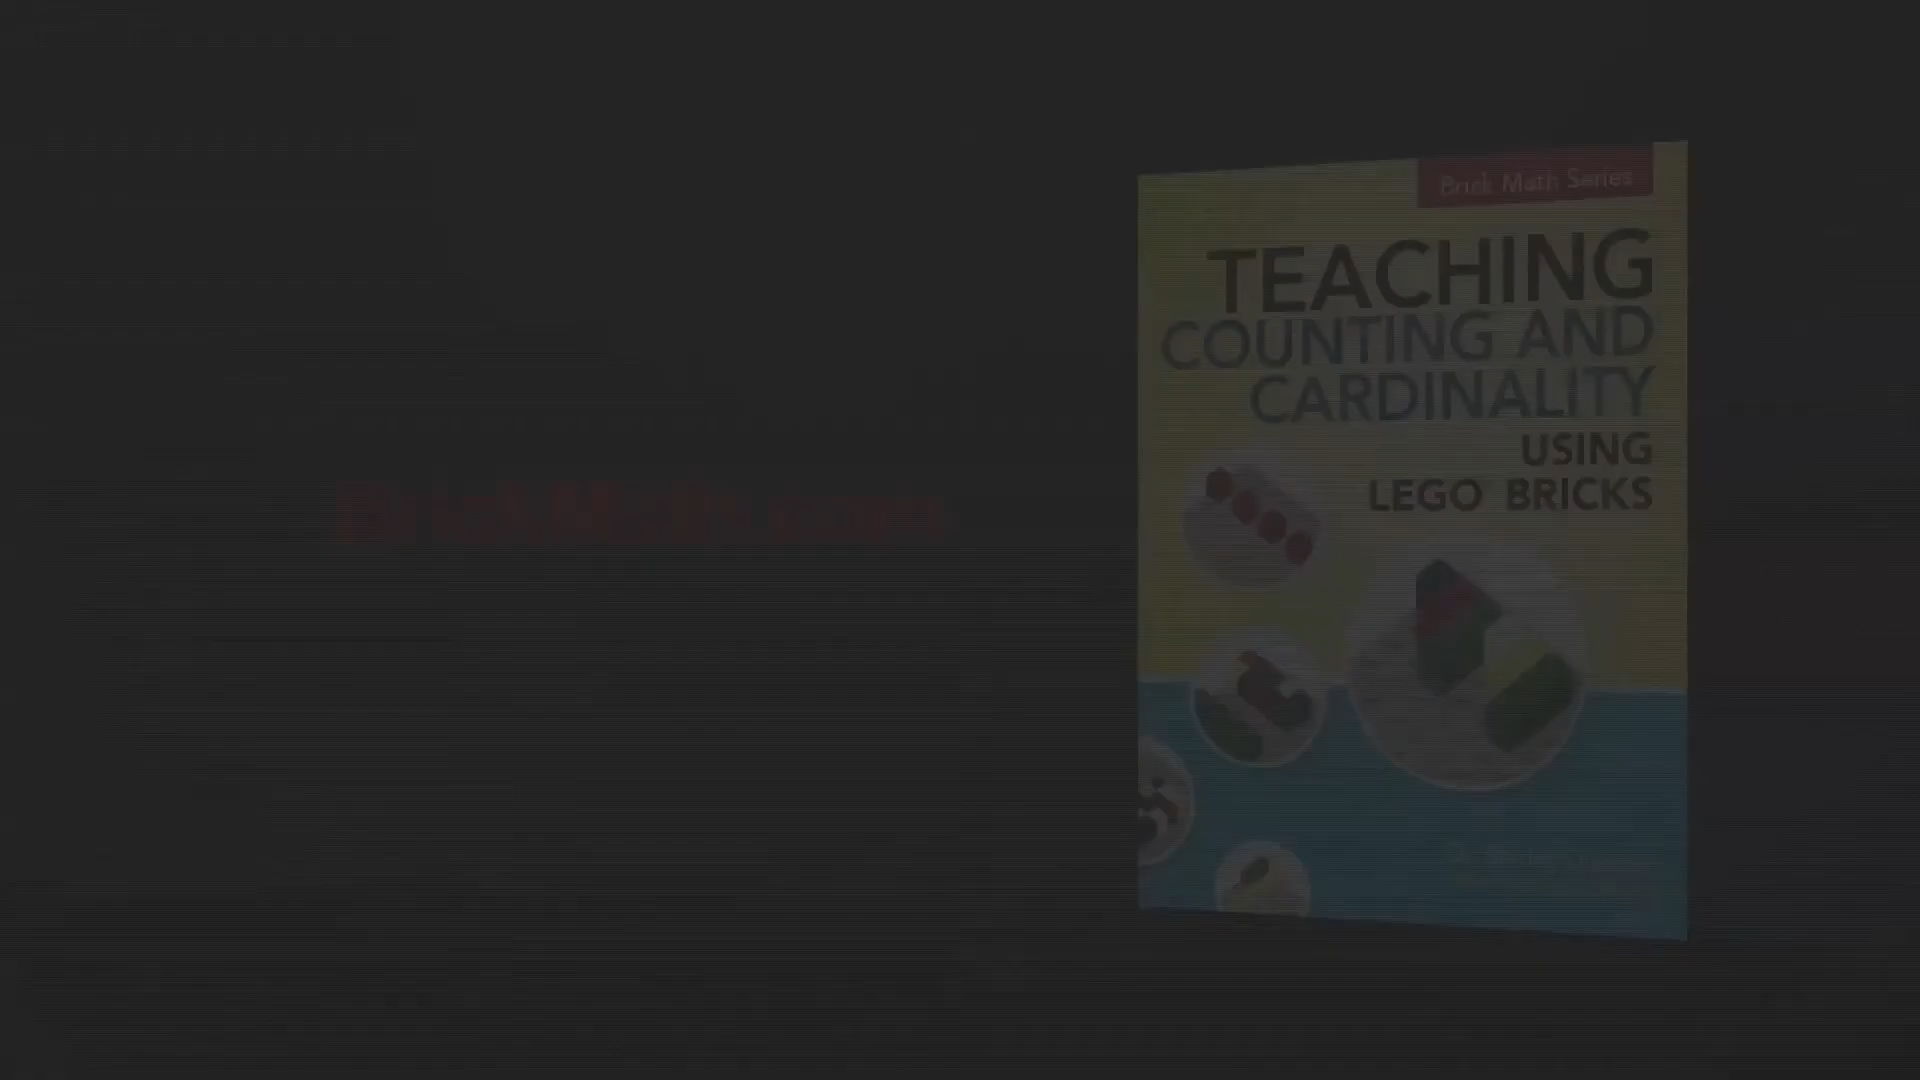 BrickMath.com
Brick Math Series
TEACHING
COUNTING AND
CARDINALITY
USING
LEGO BRICKS